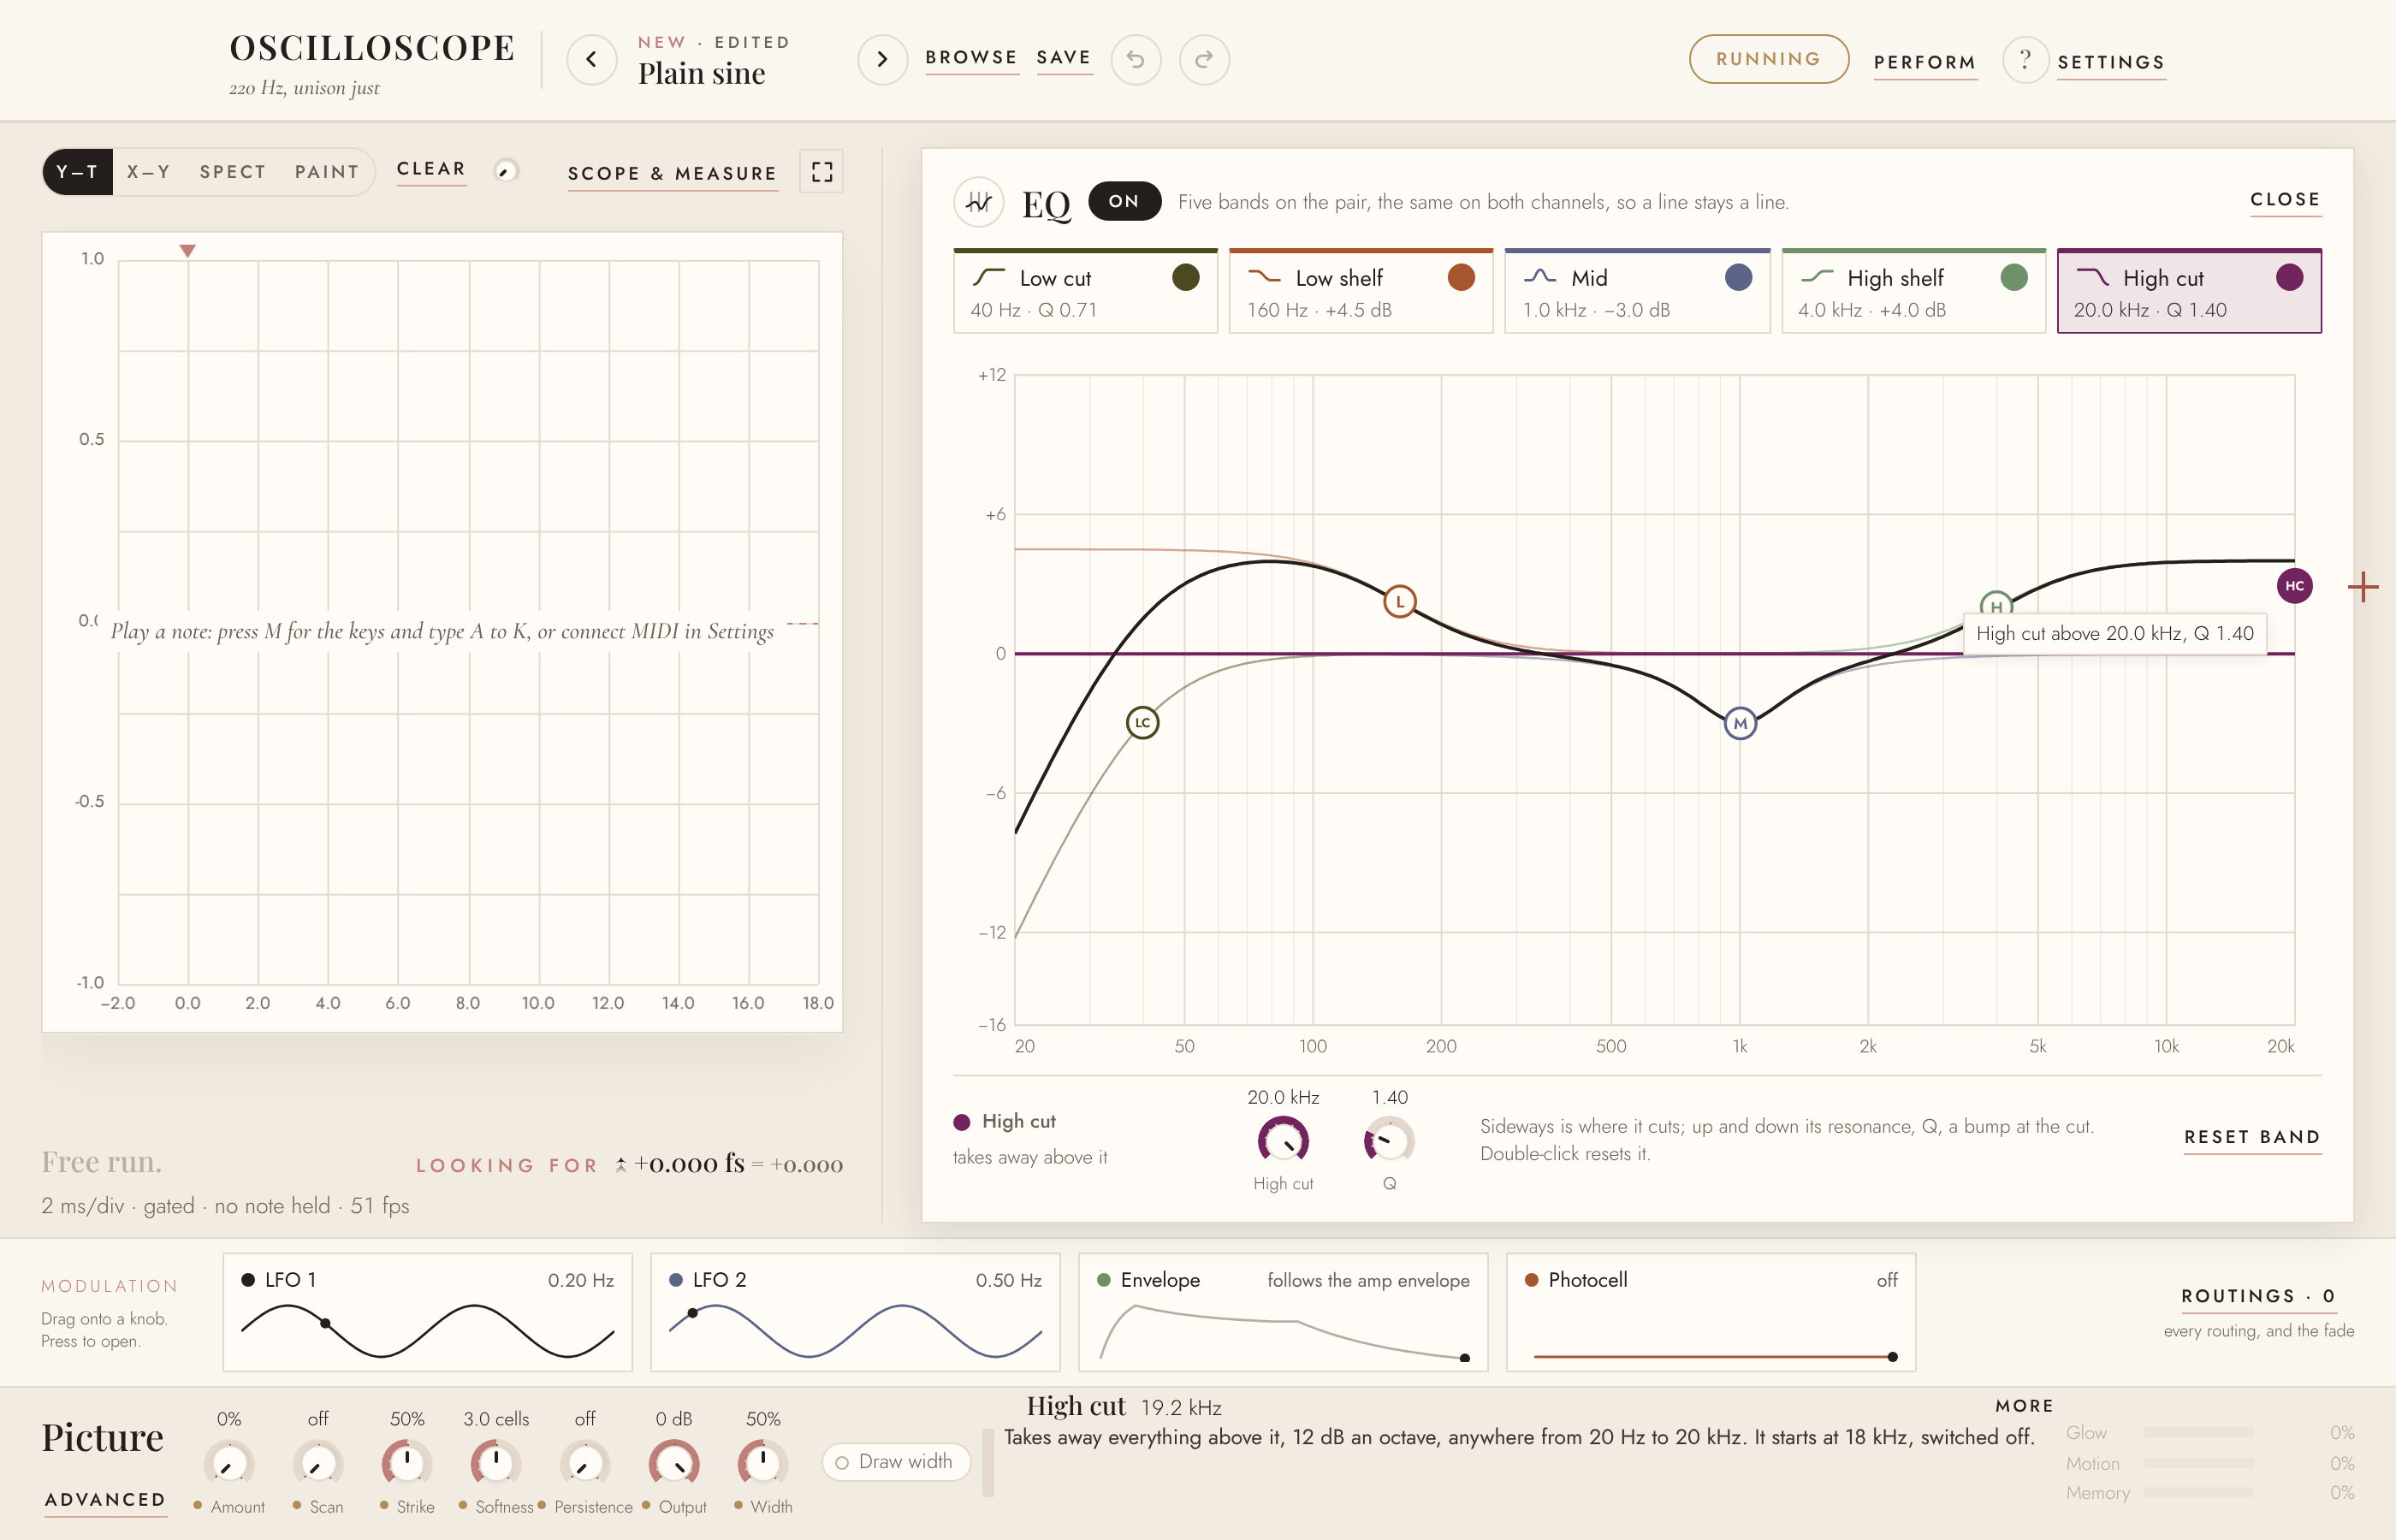 OSCILLOSCOPE
220 Hz, unison just
NEW · EDITED
Plain sine
BROWSE
SAVE
RUNNING
PERFORM
?
SETTINGS
Y–T
X–Y
SPECT
PAINT
CLEAR
SCOPE & MEASURE
1.0
0.5
Play a note: press M for the keys and type A to K, or connect MIDI in Settings
-0.5
-1.0
−2.0 0.0 2.0 4.0 6.0 8.0 10.0 12.0 14.0 16.0 18.0
Free run.
LOOKING FOR +0.000 fs = +0.000
2 ms/div · gated · no note held · 51 fps
EQ
ON
Five bands on the pair, the same on both channels, so a line stays a line.
CLOSE
Low cut
40 Hz · Q 0.71
Low shelf
160 Hz · +4.5 dB
Mid
1.0 kHz · −3.0 dB
High shelf
4.0 kHz · +4.0 dB
High cut
20.0 kHz · Q 1.40
+12
+6
0
−6
−12
−16
LC
L
M
H
HC
High cut above 20.0 kHz, Q 1.40
20 50 100 200 500 1k 2k 5k 10k 20k
High cut
takes away above it
20.0 kHz
High cut
1.40
Q
Sideways is where it cuts; up and down its resonance, Q, a bump at the cut.
Double-click resets it.
RESET BAND
MODULATION
Drag onto a knob.
Press to open.
LFO 1 0.20 Hz
LFO 2 0.50 Hz
Envelope follows the amp envelope
Photocell off
ROUTINGS · 0
every routing, and the fade
Picture
ADVANCED
0% off 50% 3.0 cells off 0 dB 50%
Amount Scan Strike Softness Persistence Output Width
Draw width
High cut 19.2 kHz
Takes away everything above it, 12 dB an octave, anywhere from 20 Hz to 20 kHz. It starts at 18 kHz, switched off.
MORE
Glow 0%
Motion 0%
Memory 0%